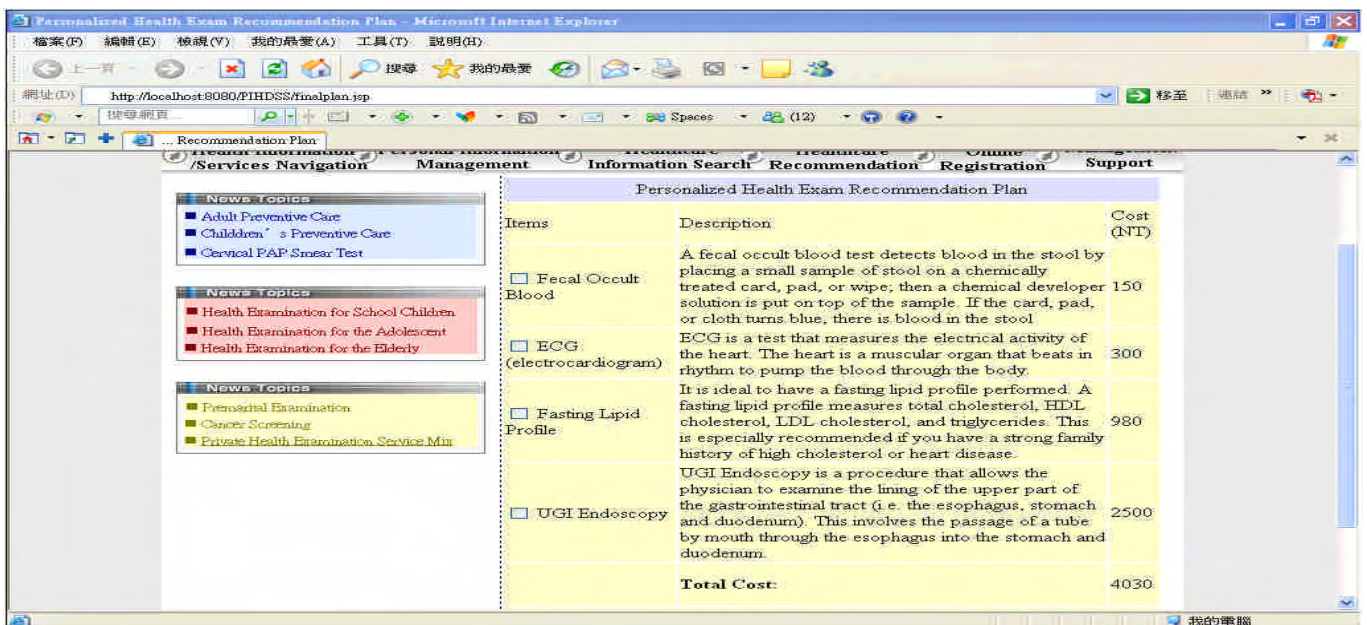 Personalized Health Exam Recommendation Plan - Microsoft Internet Explorer
檔案(F) 編輯(E) 檢視(V) 我的最愛(A) 工具(T) 說明(H)
上一頁 搜尋 我的最愛
網址(D) http://localhost:8080/PIHDSS/finalplan.jsp 移至 連結 »
搜尋網頁... Spaces (12)
... Recommendation Plan
Health Information Personal Information Healthcare Healthcare Online
/Services Navigation Management Information Search Recommendation Registration Support
News Topics
Adult Preventive Care
Childdren’s Preventive Care
Cervical PAP Smear Test
News Topics
Health Examination for School Children
Health Examination for the Adolescent
Health Examination for the Elderly
News Topics
Premarital Examination
Cancer Screening
Private Health Examination Service Mix
Personalized Health Exam Recommendation Plan
Items Description Cost
(NT)
Fecal Occult
Blood
A fecal occult blood test detects blood in the stool by
placing a small sample of stool on a chemically
treated card, pad, or wipe; then a chemical developer
solution is put on top of the sample. If the card, pad,
or cloth turns blue, there is blood in the stool
150
ECG
(electrocardiogram)
ECG is a test that measures the electrical activity of
the heart. The heart is a muscular organ that beats in
rhythm to pump the blood through the body.
300
Fasting Lipid
Profile
It is ideal to have a fasting lipid profile performed. A
fasting lipid profile measures total cholesterol, HDL
cholesterol, LDL cholesterol, and triglycerides. This
is especially recommended if you have a strong family
history of high cholesterol or heart disease.
980
UGI Endoscopy
UGI Endoscopy is a procedure that allows the
physician to examine the lining of the upper part of
the gastrointestinal tract (i.e. the esophagus, stomach
and duodenum). This involves the passage of a tube
by mouth through the esophagus into the stomach and
duodenum.
2500
Total Cost: 4030
我的電腦